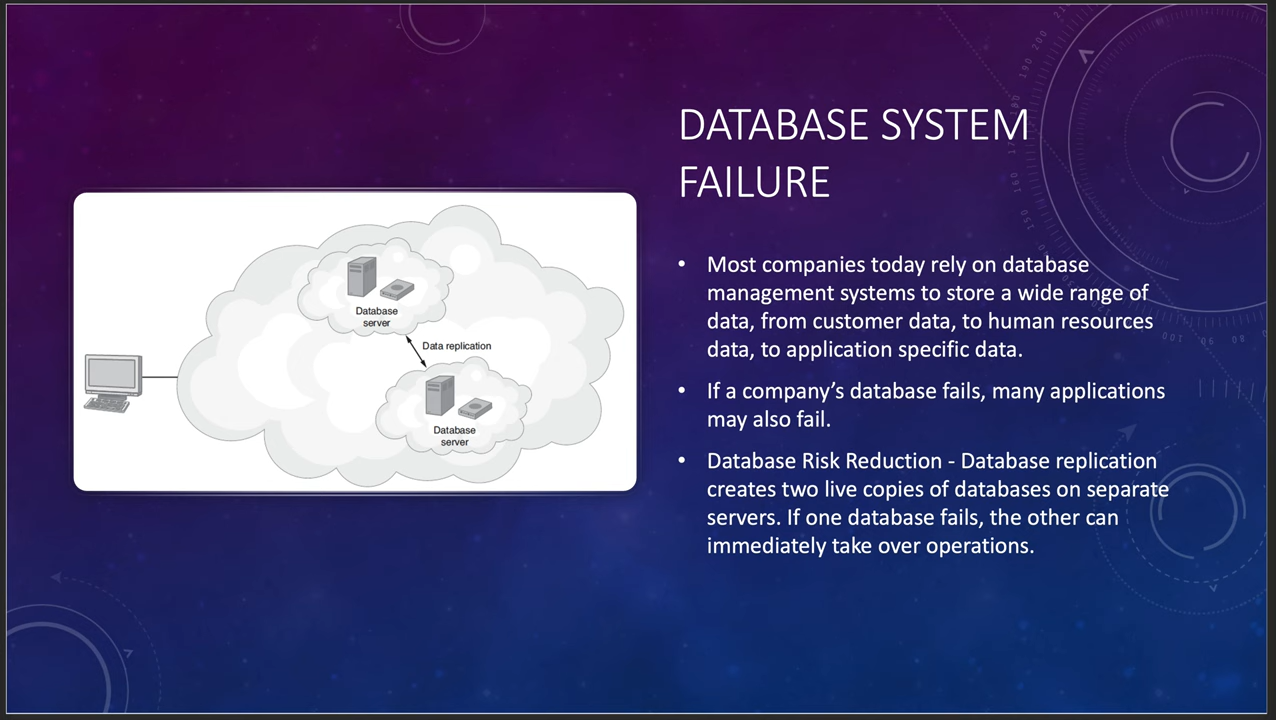 DATABASE SYSTEM
FAILURE
• Most companies today rely on database
management systems to store a wide range of
data, from customer data, to human resources
data, to application specific data.
• If a company’s database fails, many applications
may also fail.
• Database Risk Reduction - Database replication
creates two live copies of databases on separate
servers. If one database fails, the other can
immediately take over operations.
Database
server
Data replication
Database
server